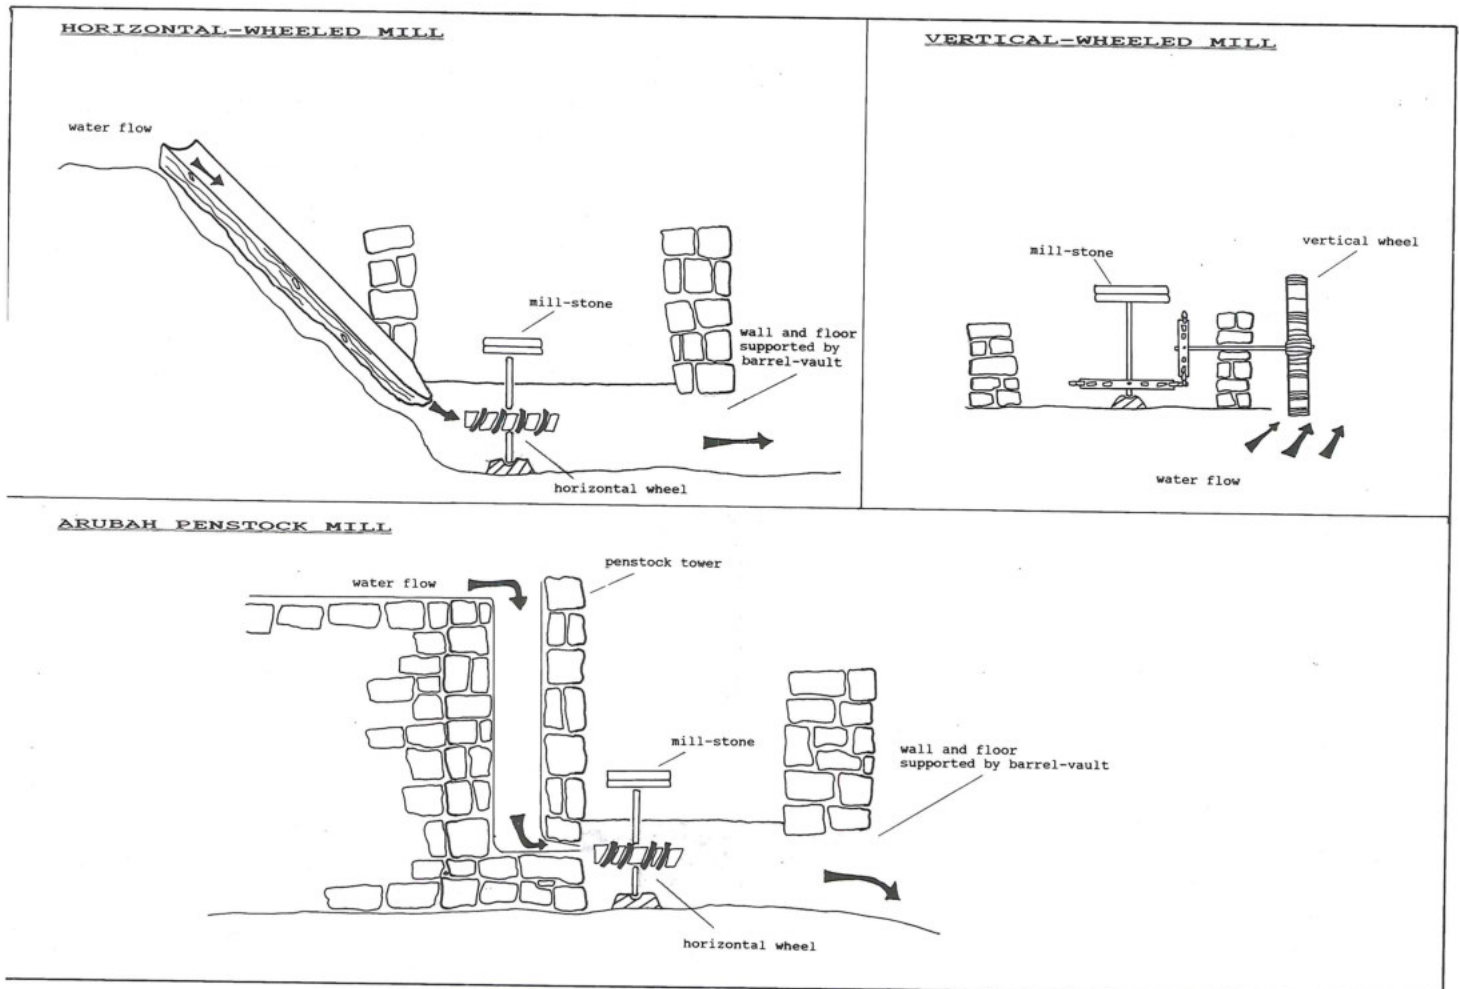 HORIZONTAL-WHEELED MILL
water flow
mill-stone
wall and floor
supported by
barrel-vault
horizontal wheel
VERTICAL-WHEELED MILL
mill-stone
vertical wheel
water flow
ARUBAH PENSTOCK MILL
water flow
penstock tower
mill-stone
wall and floor
supported by barrel-vault
horizontal wheel